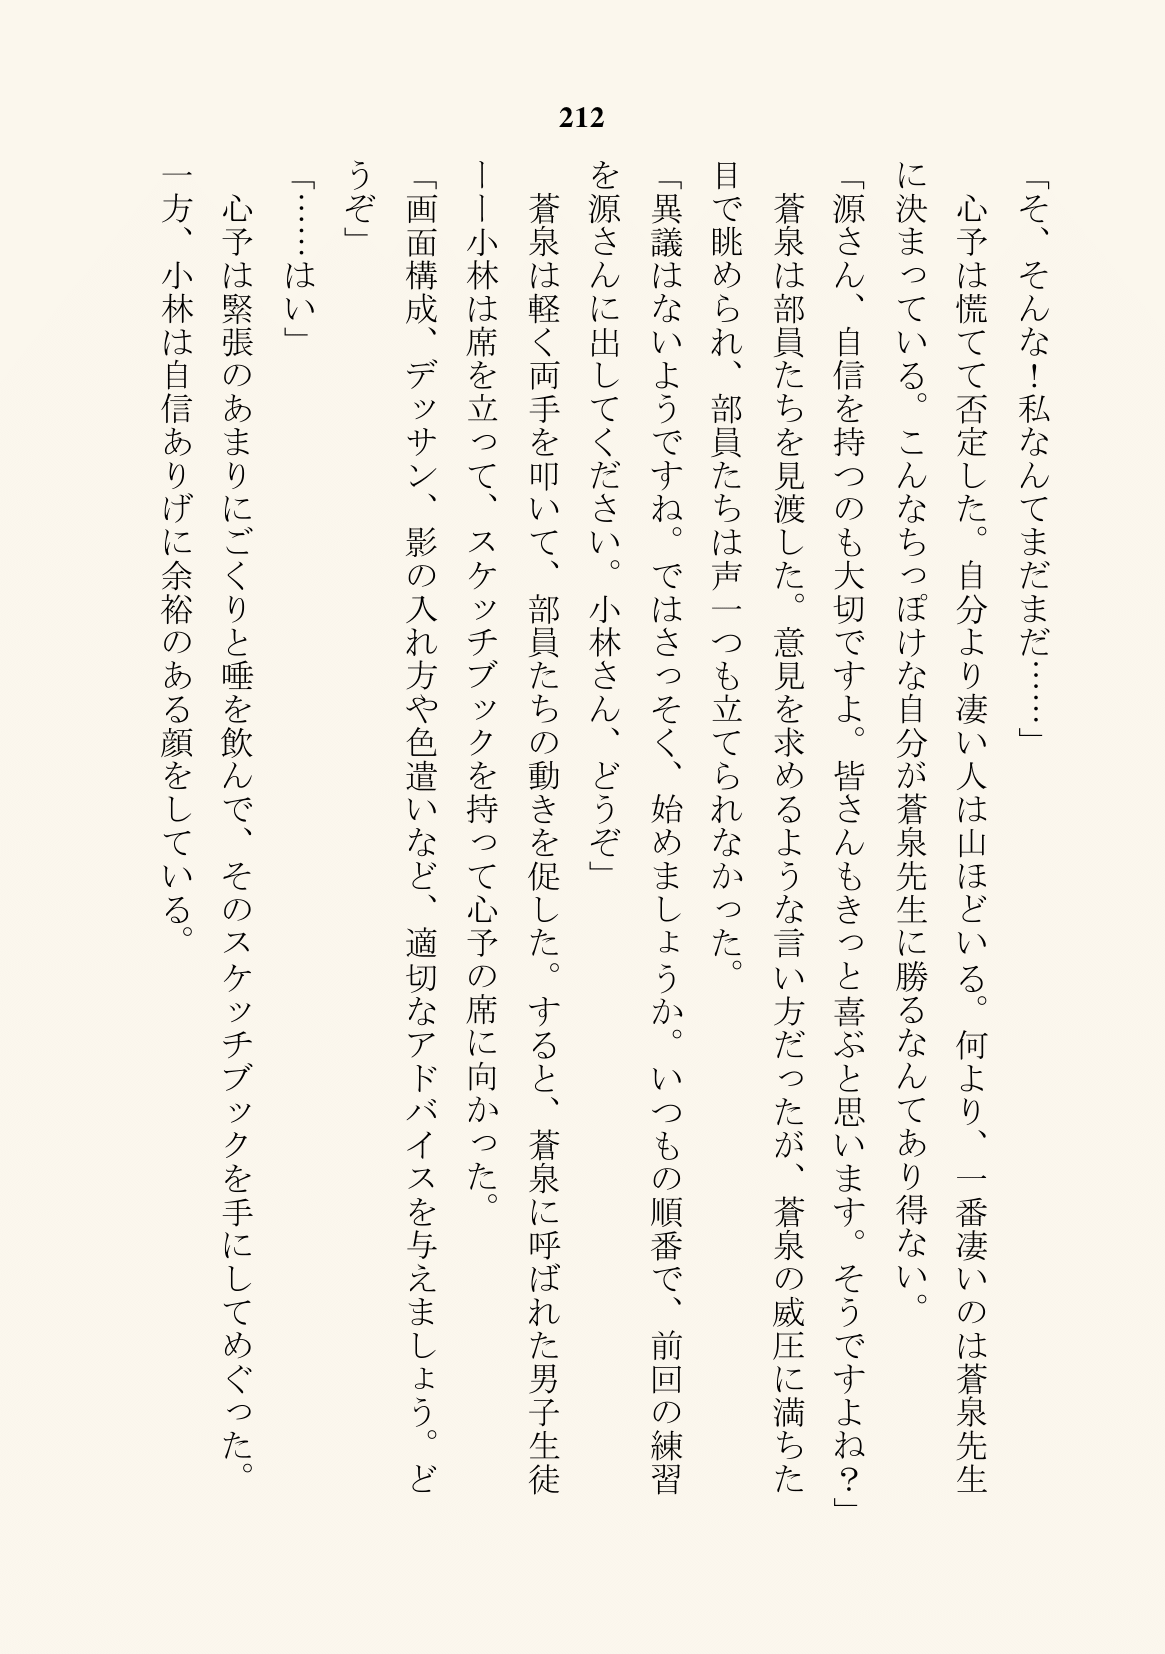 212
「そ、そんな！私なんてまだまだ……」
　心予は慌てて否定した。自分より凄い人は山ほどいる。何より、一番凄いのは蒼泉先生
に決まっている。こんなちっぽけな自分が蒼泉先生に勝るなんてあり得ない。
「源さん、自信を持つのも大切ですよ。皆さんもきっと喜ぶと思います。そうですよね？」
　蒼泉は部員たちを見渡した。意見を求めるような言い方だったが、蒼泉の威圧に満ちた
目で眺められ、部員たちは声一つも立てられなかった。
「異議はないようですね。ではさっそく、始めましょうか。いつもの順番で、前回の練習
を源さんに出してください。小林さん、どうぞ」
　蒼泉は軽く両手を叩いて、部員たちの動きを促した。すると、蒼泉に呼ばれた男子生徒
ーー小林は席を立って、スケッチブックを持って心予の席に向かった。
「画面構成、デッサン、影の入れ方や色遣いなど、適切なアドバイスを与えましょう。ど
うぞ」
「……はい」
　心予は緊張のあまりにごくりと唾を飲んで、そのスケッチブックを手にしてめぐった。
一方、小林は自信ありげに余裕のある顔をしている。